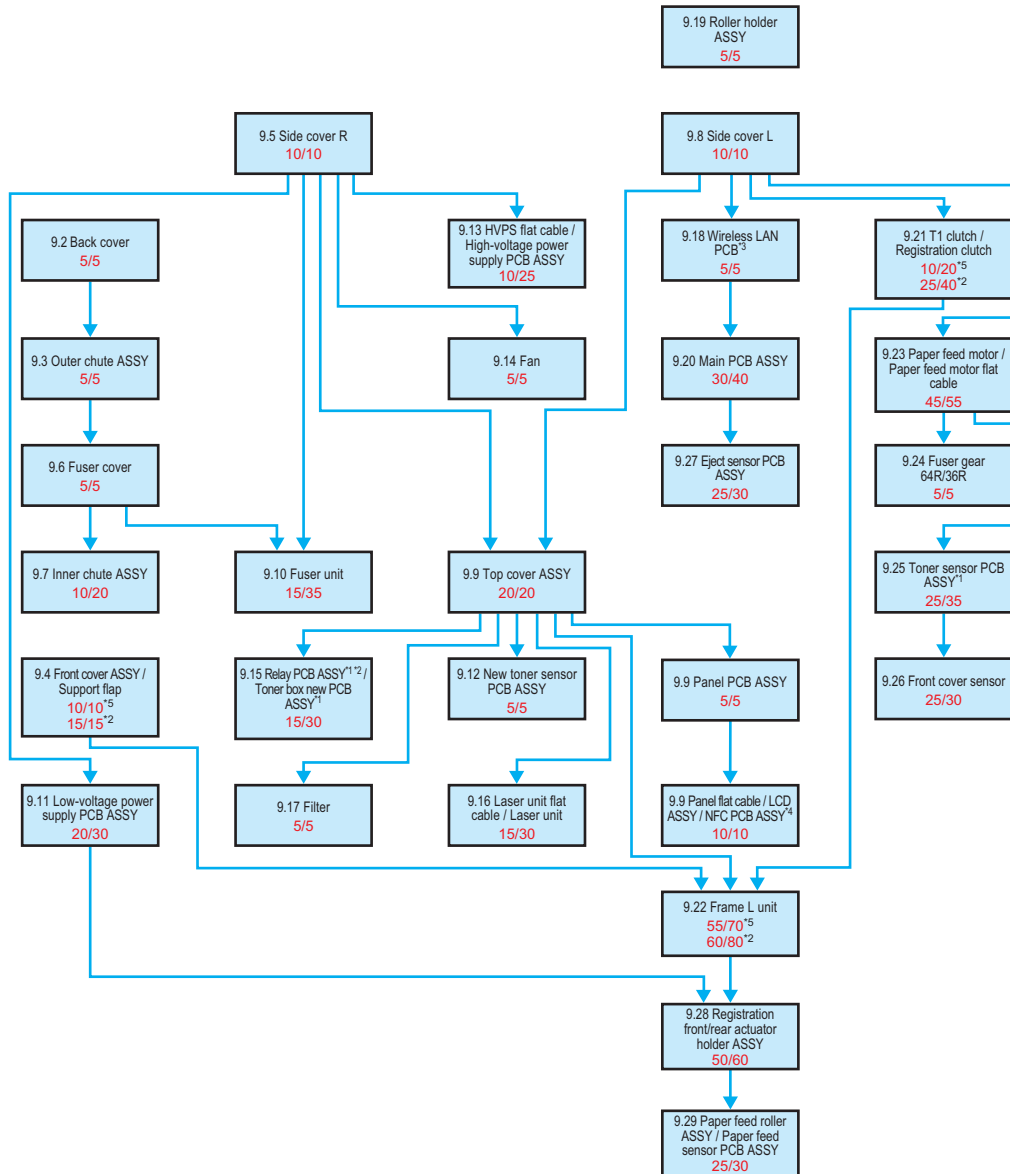 9.19 Roller holder
ASSY
5/5
9.5 Side cover R
10/10
9.8 Side cover L
10/10
9.2 Back cover
5/5
9.13 HVPS flat cable /
High-voltage power
supply PCB ASSY
10/25
9.18 Wireless LAN
PCB*3
5/5
9.21 T1 clutch /
Registration clutch
10/20*5
25/40*2
9.3 Outer chute ASSY
5/5
9.14 Fan
5/5
9.20 Main PCB ASSY
30/40
9.23 Paper feed motor /
Paper feed motor flat
cable
45/55
9.6 Fuser cover
5/5
9.27 Eject sensor PCB
ASSY
25/30
9.24 Fuser gear
64R/36R
5/5
9.7 Inner chute ASSY
10/20
9.10 Fuser unit
15/35
9.9 Top cover ASSY
20/20
9.25 Toner sensor PCB
ASSY*1
25/35
9.4 Front cover ASSY /
Support flap
10/10*5
15/15*2
9.15 Relay PCB ASSY*1 *2 /
Toner box new PCB
ASSY*1
15/30
9.12 New toner sensor
PCB ASSY
5/5
9.9 Panel PCB ASSY
5/5
9.26 Front cover sensor
25/30
9.11 Low-voltage power
supply PCB ASSY
20/30
9.17 Filter
5/5
9.16 Laser unit flat
cable / Laser unit
15/30
9.9 Panel flat cable / LCD
ASSY / NFC PCB ASSY*4
10/10
9.22 Frame L unit
55/70*5
60/80*2
9.28 Registration
front/rear actuator
holder ASSY
50/60
9.29 Paper feed roller
ASSY / Paper feed
sensor PCB ASSY
25/30